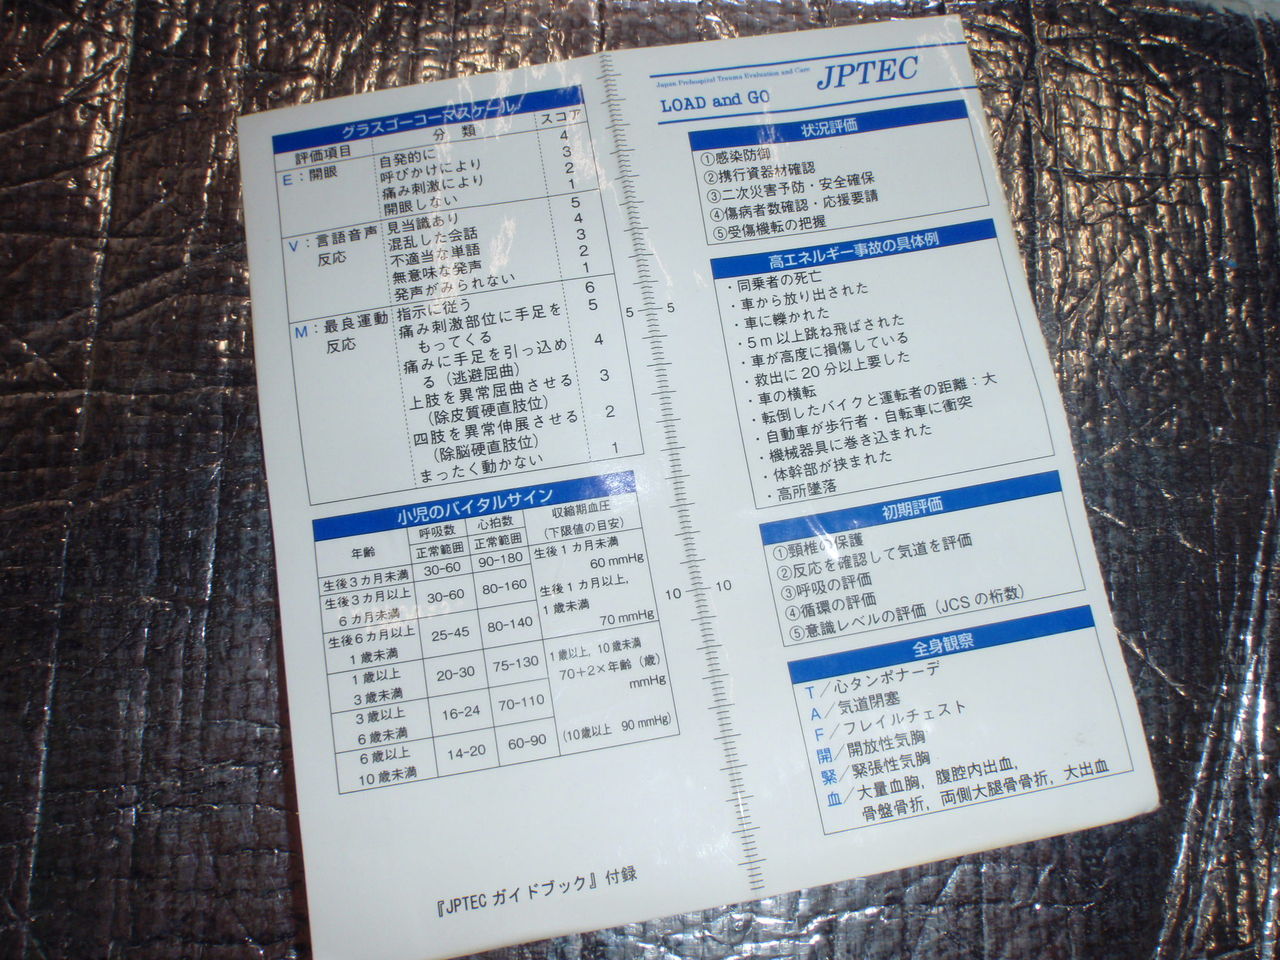 グラスゴーコーマスケール
評価項目 分類 スコア
E：開眼 自発的に 4
呼びかけにより 3
痛み刺激により 2
開眼しない 1
V：言語音声 見当識あり 5
反応 混乱した会話 4
不適当な単語 3
無意味な発声 2
発声がみられない 1
M：最良運動 指示に従う 6
反応 痛み刺激部位に手足を 5
もってくる
痛みに手足を引っ込め 4
る（逃避屈曲）
上肢を異常屈曲させる 3
（除皮質硬直肢位）
四肢を異常伸展させる 2
（除脳硬直肢位）
まったく動かない 1
小児のバイタルサイン
年齢 呼吸数 心拍数 収縮期血圧
正常範囲 正常範囲 （下限値の目安）
生後3カ月未満 30-60 90-180 生後1カ月未満
60 mmHg
生後3カ月以上 30-60 80-160 生後1カ月以上,
6カ月未満 1歳未満
70 mmHg
生後6カ月以上 25-45 80-140
1歳未満
1歳以上 20-30 75-130 1歳以上, 10歳未満
3歳未満 70+2×年齢（歳）
mmHg
3歳以上 16-24 70-110
6歳未満
6歳以上 14-20 60-90 (10歳以上 90 mmHg)
10歳未満
『JPTEC ガイドブック』付録
5 5
10 10
Japan Prehospital Trauma Evaluation and Care
JPTEC
LOAD and GO
状況評価
①感染防御
②携行資器材確認
③二次災害予防・安全確保
④傷病者数確認・応援要請
⑤受傷機転の把握
高エネルギー事故の具体例
・同乗者の死亡
・車から放り出された
・車に轢かれた
・5m以上跳ね飛ばされた
・車が高度に損傷している
・救出に20分以上要した
・車の横転
・転倒したバイクと運転者の距離：大
・自動車が歩行者・自転車に衝突
・機械器具に巻き込まれた
・体幹部が挟まれた
・高所墜落
初期評価
①頸椎の保護
②反応を確認して気道を評価
③呼吸の評価
④循環の評価
⑤意識レベルの評価（JCSの桁数）
全身観察
T／心タンポナーデ
A／気道閉塞
F／フレイルチェスト
開／開放性気胸
緊／緊張性気胸
血／大量血胸, 腹腔内出血,
骨盤骨折, 両側大腿骨骨折, 大出血